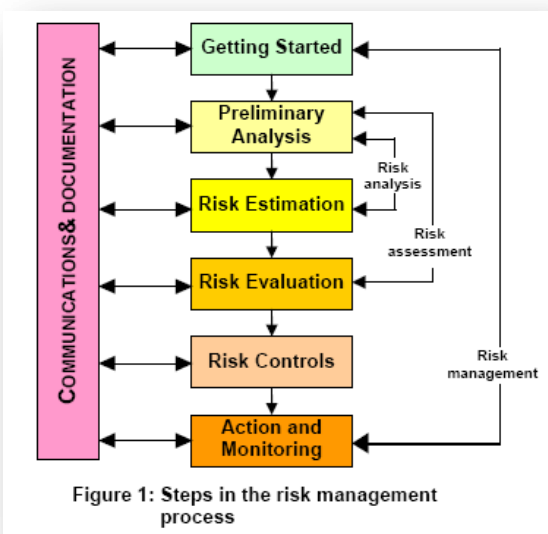 COMMUNICATIONS& DOCUMENTATION
Getting Started
Preliminary
Analysis
Risk
analysis
Risk Estimation
Risk
assessment
Risk Evaluation
Risk Controls
Risk
management
Action and
Monitoring
Figure 1: Steps in the risk management
process